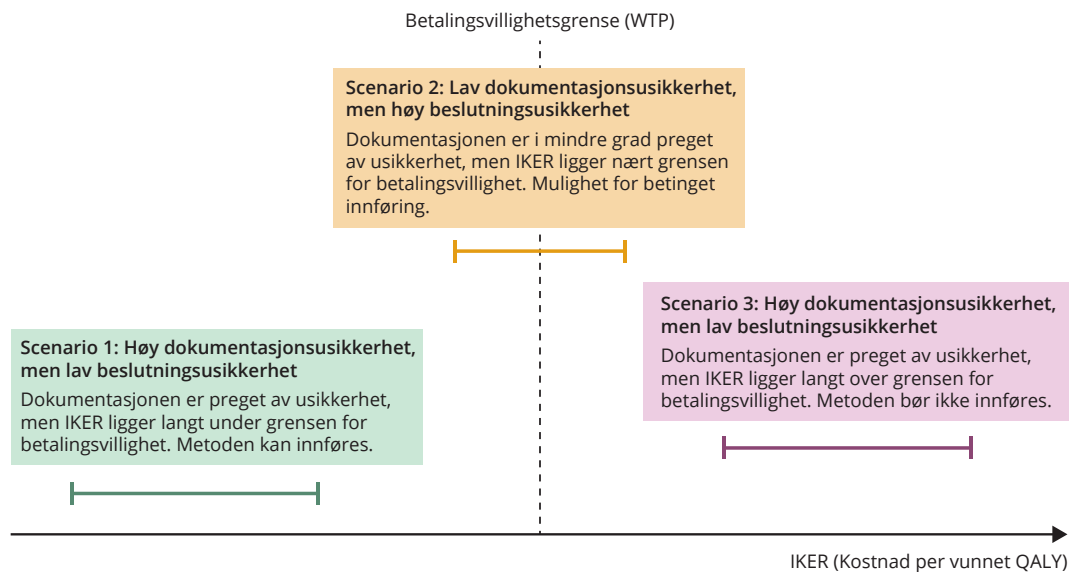 Betalingsvillighetsgrense (WTP)
Scenario 2: Lav dokumentasjonsusikkerhet,
men høy beslutningsusikkerhet
Dokumentasjonen er i mindre grad preget
av usikkerhet, men IKER ligger nært grensen
for betalingsvillighet. Mulighet for betinget
innføring.
Scenario 3: Høy dokumentasjonsusikkerhet,
men lav beslutningsusikkerhet
Dokumentasjonen er preget av usikkerhet,
men IKER ligger langt over grensen for
betalingsvillighet. Metoden bør ikke innføres.
Scenario 1: Høy dokumentasjonsusikkerhet,
men lav beslutningsusikkerhet
Dokumentasjonen er preget av usikkerhet,
men IKER ligger langt under grensen for
betalingsvillighet. Metoden kan innføres.
IKER (Kostnad per vunnet QALY)